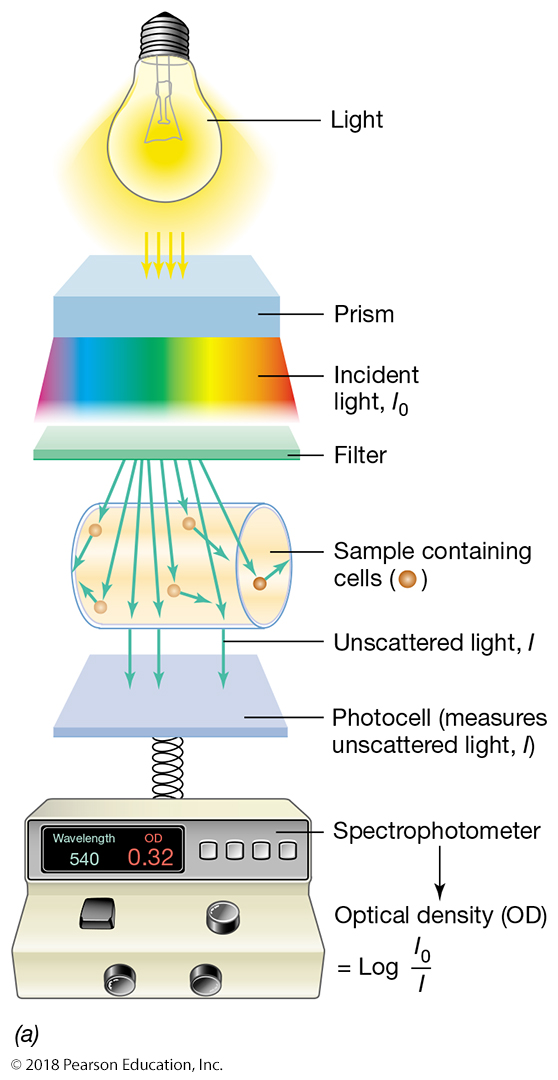 Light
Prism
Incident
light, I₀
Filter
Sample containing
cells ( )
Unscattered light, I
Photocell (measures
unscattered light, I)
Wavelength OD
540 0.32
Spectrophotometer
Optical density (OD)
= Log I₀/I
(a)
© 2018 Pearson Education, Inc.